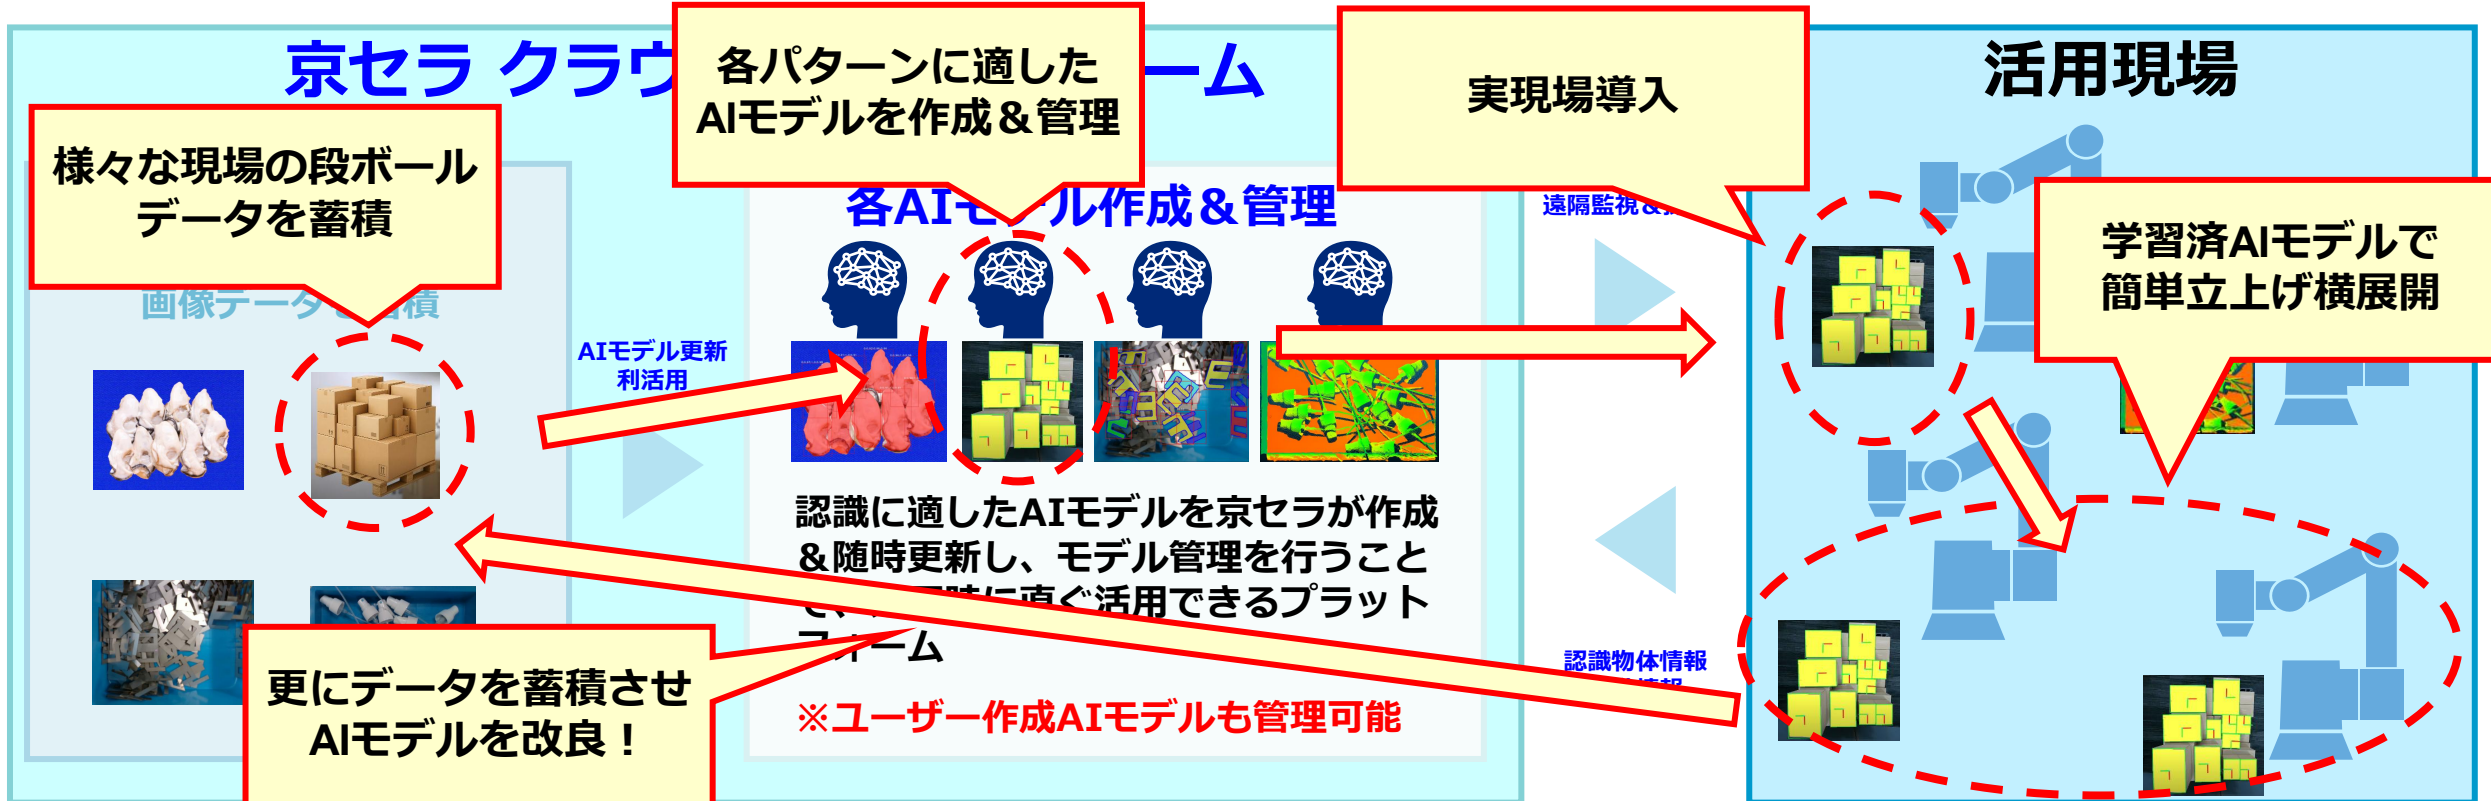 京セラ クラウ
ーム
活用現場
各パターンに適した
AIモデルを作成＆管理
実現場導入
様々な現場の段ボール
データを蓄積
各AIモデル作成＆管理
遠隔監視&
学習済AIモデルで
簡単立上げ横展開
画像データ
蓄積
AIモデル更新
利活用
認識に適したAIモデルを京セラが作成
＆随時更新し、モデル管理を行うこと
に直ぐ活用できるプラット
フォーム
更にデータを蓄積させ
AIモデルを改良！
認識物体情報
※ユーザー作成AIモデルも管理可能